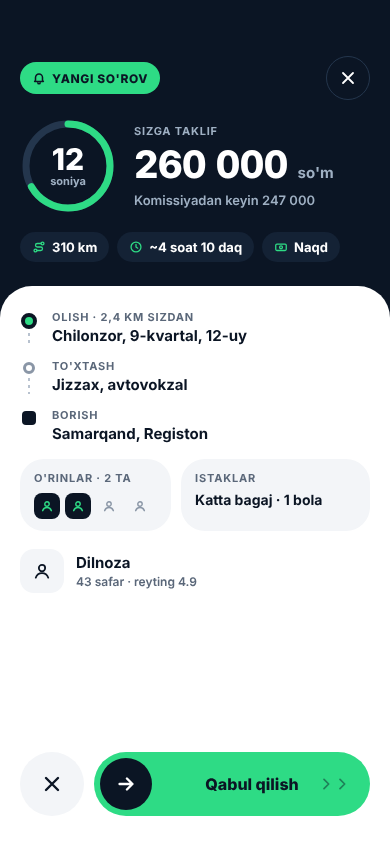 YANGI SO'ROV
12
soniya
SIZGA TAKLIF
260 000 so'm
Komissiyadan keyin 247 000
310 km
~4 soat 10 daq
Naqd
OLISH · 2,4 KM SIZDAN
Chilonzor, 9-kvartal, 12-uy
TO'XTASH
Jizzax, avtovokzal
BORISH
Samarqand, Registon
O'RINLAR · 2 TA
ISTAKLAR
Katta bagaj · 1 bola
Dilnoza
43 safar · reyting 4.9
Qabul qilish